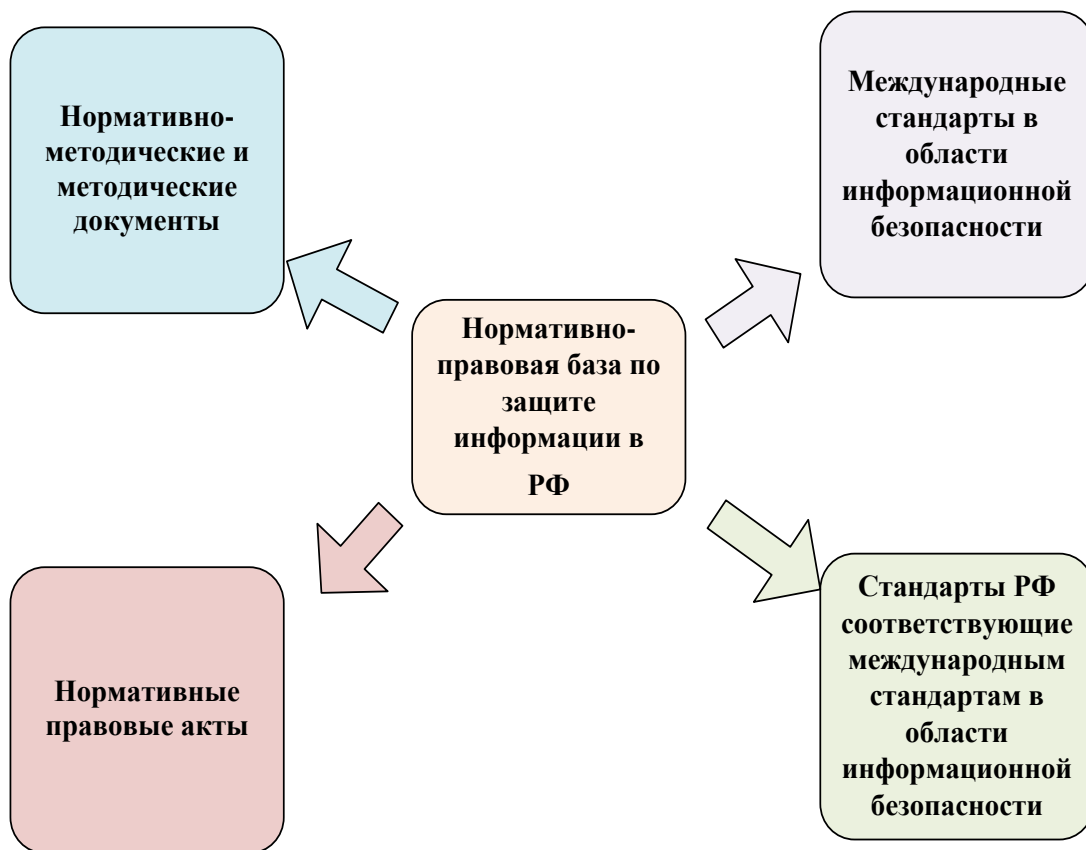 Нормативно-
методические и
методические
документы
Международные
стандарты в
области
информационной
безопасности
Нормативно-
правовая база по
защите
информации в
РФ
Нормативные
правовые акты
Стандарты РФ
соответствующие
международным
стандартам в
области
информационной
безопасности